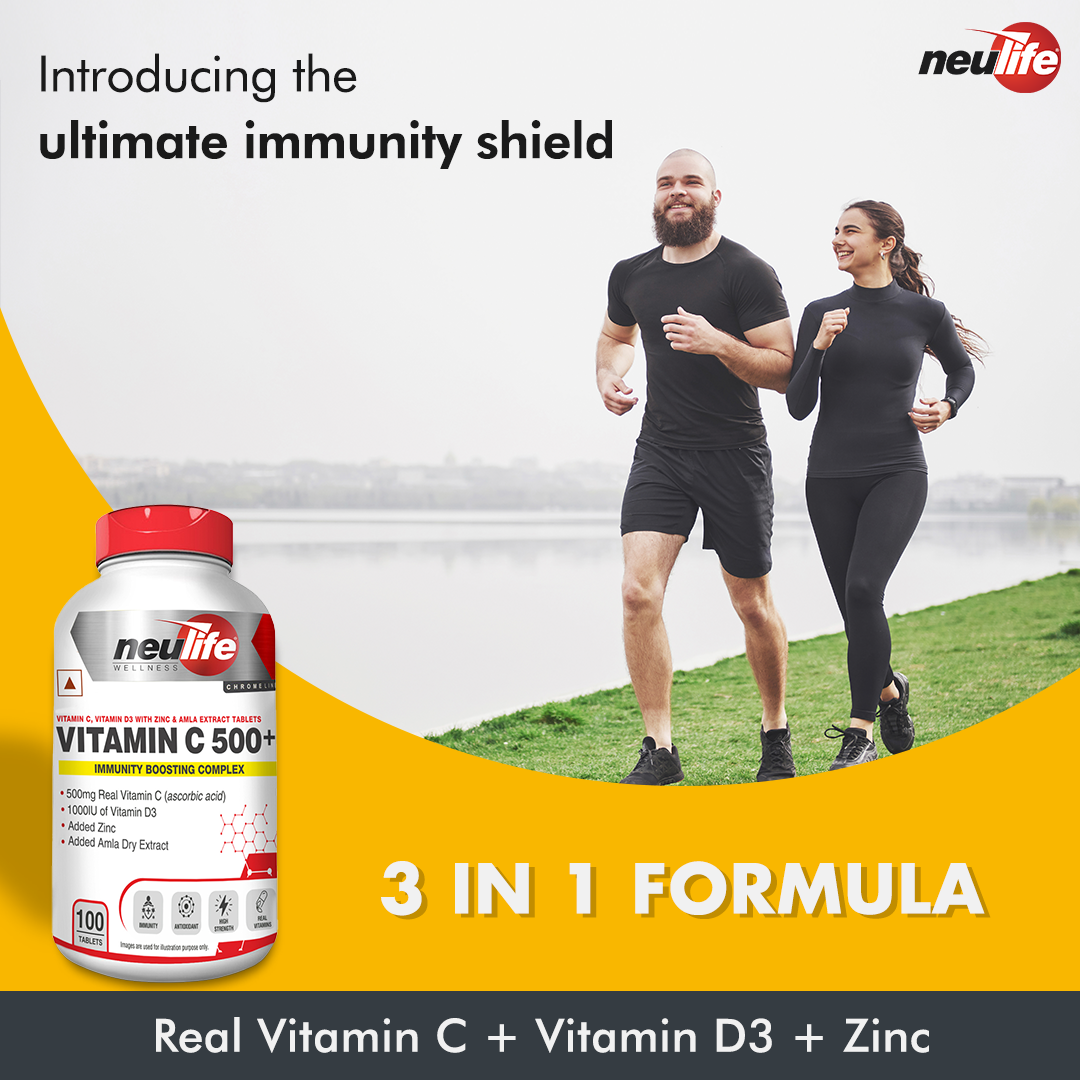 Introducing the
ultimate immunity shield
neulife
neulife
WELLNESS
CHROMELINE
VITAMIN C, VITAMIN D3 WITH ZINC & AMLA EXTRACT TABLETS
VITAMIN C 500+
IMMUNITY BOOSTING COMPLEX
• 500mg Real Vitamin C (ascorbic acid)
• 1000IU of Vitamin D3
• Added Zinc
• Added Amla Dry Extract
100
TABLETS
IMMUNITY
ANTIOXIDANT
HIGH
STRENGTH
REAL
VITAMINS
Images are used for illustration purpose only.
3 IN 1 FORMULA
Real Vitamin C + Vitamin D3 + Zinc